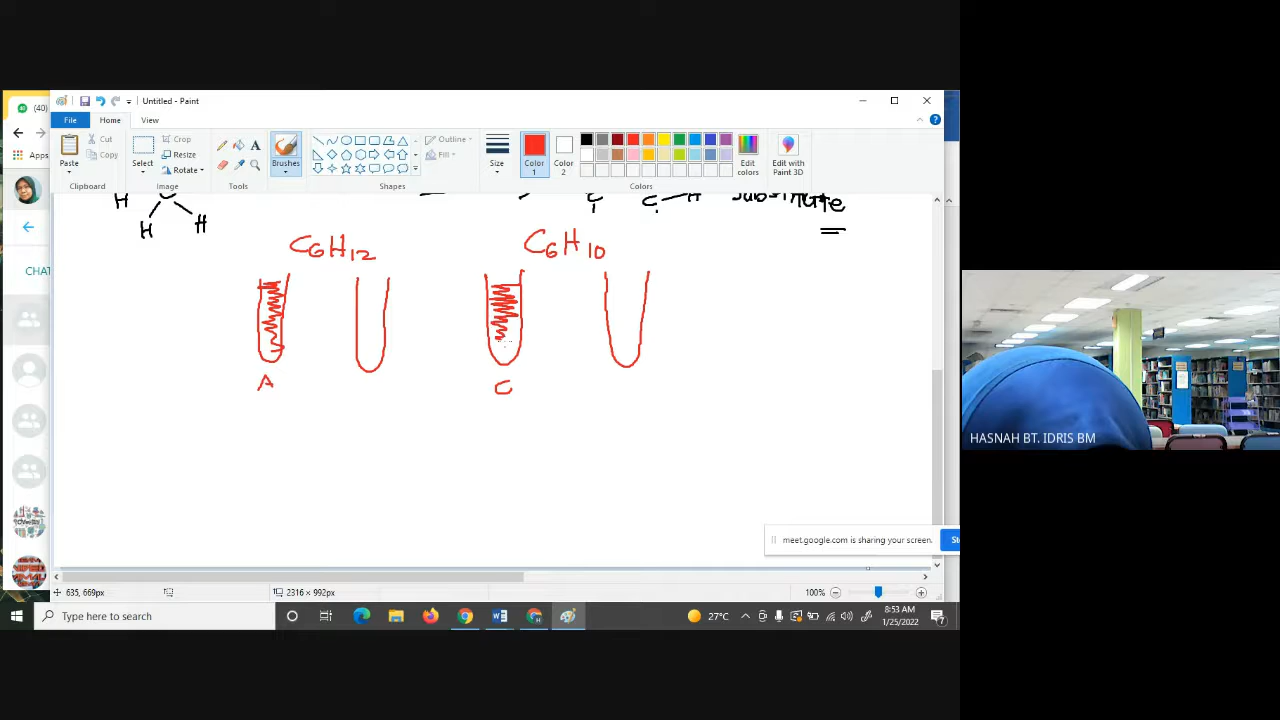 (40)
Untitled - Paint
File Home View
Apps
Paste
Cut
Copy
Clipboard
Select
Crop
Resize
Rotate
Image
Tools
Brushes
Shapes
Outline
Fill
Size
Color 1
Color 2
Edit colors
Colors
Edit with Paint 3D
CHAT
H H H
H
C C
Substitute
C6H12 C6H10
A C
HASNAH BT. IDRIS BM
meet.google.com is sharing your screen.
635, 669px
2316 × 992px
100%
Type here to search
27°C
8:53 AM
1/25/2022
7